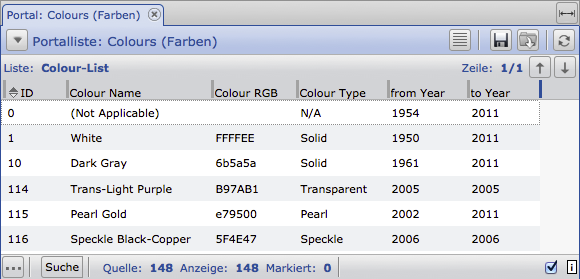 Portal: Colours (Farben)
Portalliste: Colours (Farben)
Liste: Colour-List Zeile: 1/1
ID Colour Name Colour RGB Colour Type from Year to Year
0 (Not Applicable) N/A 1954 2011
1 White FFFFEE Solid 1950 2011
10 Dark Gray 6b5a5a Solid 1961 2011
114 Trans-Light Purple B97AB1 Transparent 2005 2005
115 Pearl Gold e79500 Pearl 2002 2011
116 Speckle Black-Copper 5F4E47 Speckle 2006 2006
... Suche Quelle: 148 Anzeige: 148 Markiert: 0 i